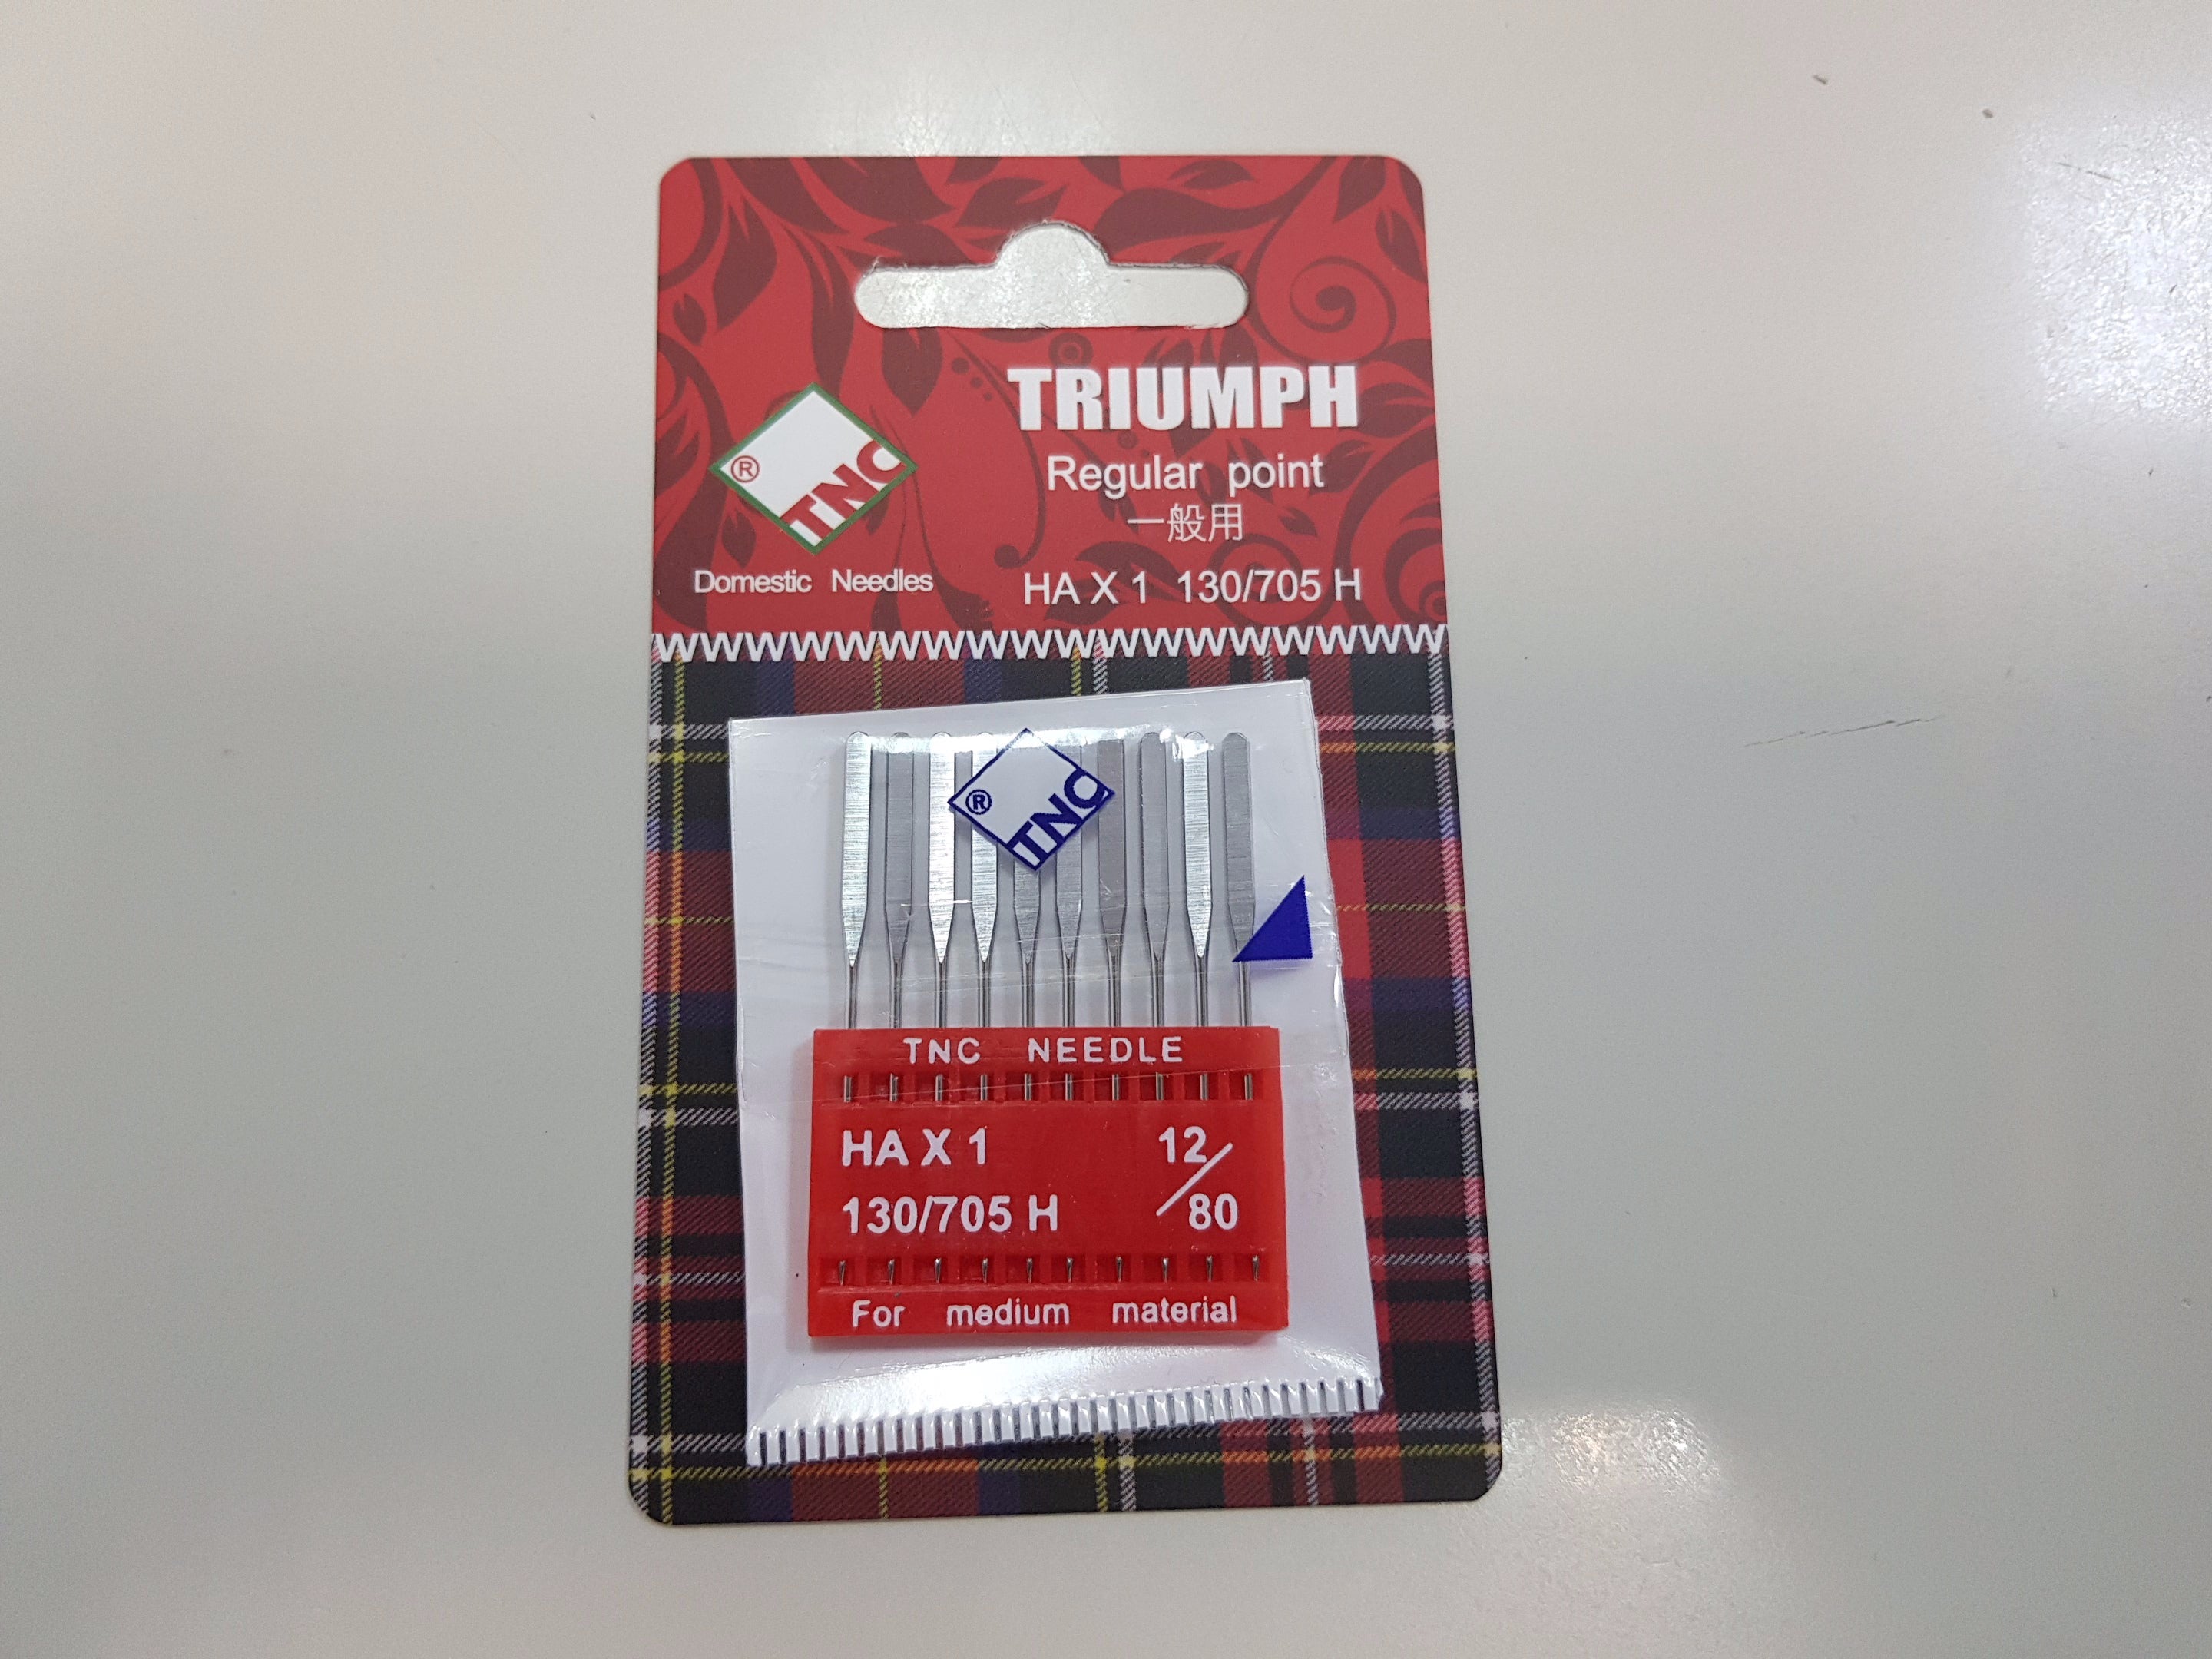 TRIUMPH
® TNC
Regular point
一般用
Domestic Needles
HA X 1 130/705 H
® TNC
TNC NEEDLE
HA X 1 12/80
130/705 H
For medium material